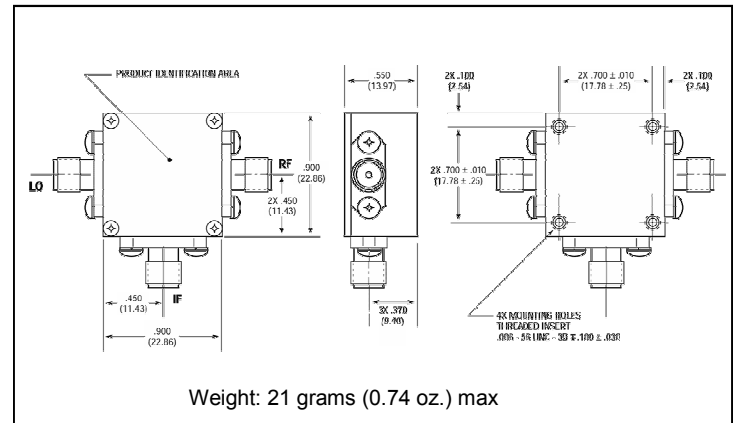 PRODUCT IDENTIFICATION AREA
LO
RF
IF
2X .450
(11.43)
.900
(22.86)
.450
(11.43)
.900
(22.86)
.550
(13.97)
3X .370
(9.40)
2X .100
(2.54)
2X .700 ± .010
(17.78 ± .25)
2X .100
(2.54)
2X .700 ± .010
(17.78 ± .25)
4X MOUNTING HOLES
THREADED INSERT
Weight: 21 grams (0.74 oz.) max